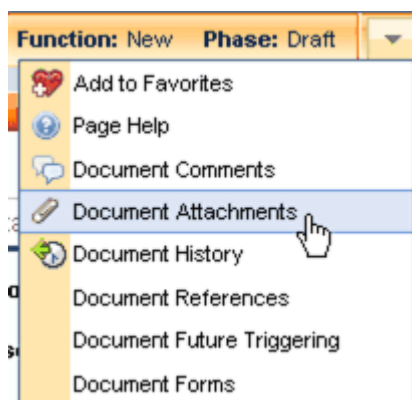 Function: New Phase: Draft
Add to Favorites
Page Help
Document Comments
Document Attachments
Document History
Document References
Document Future Triggering
Document Forms